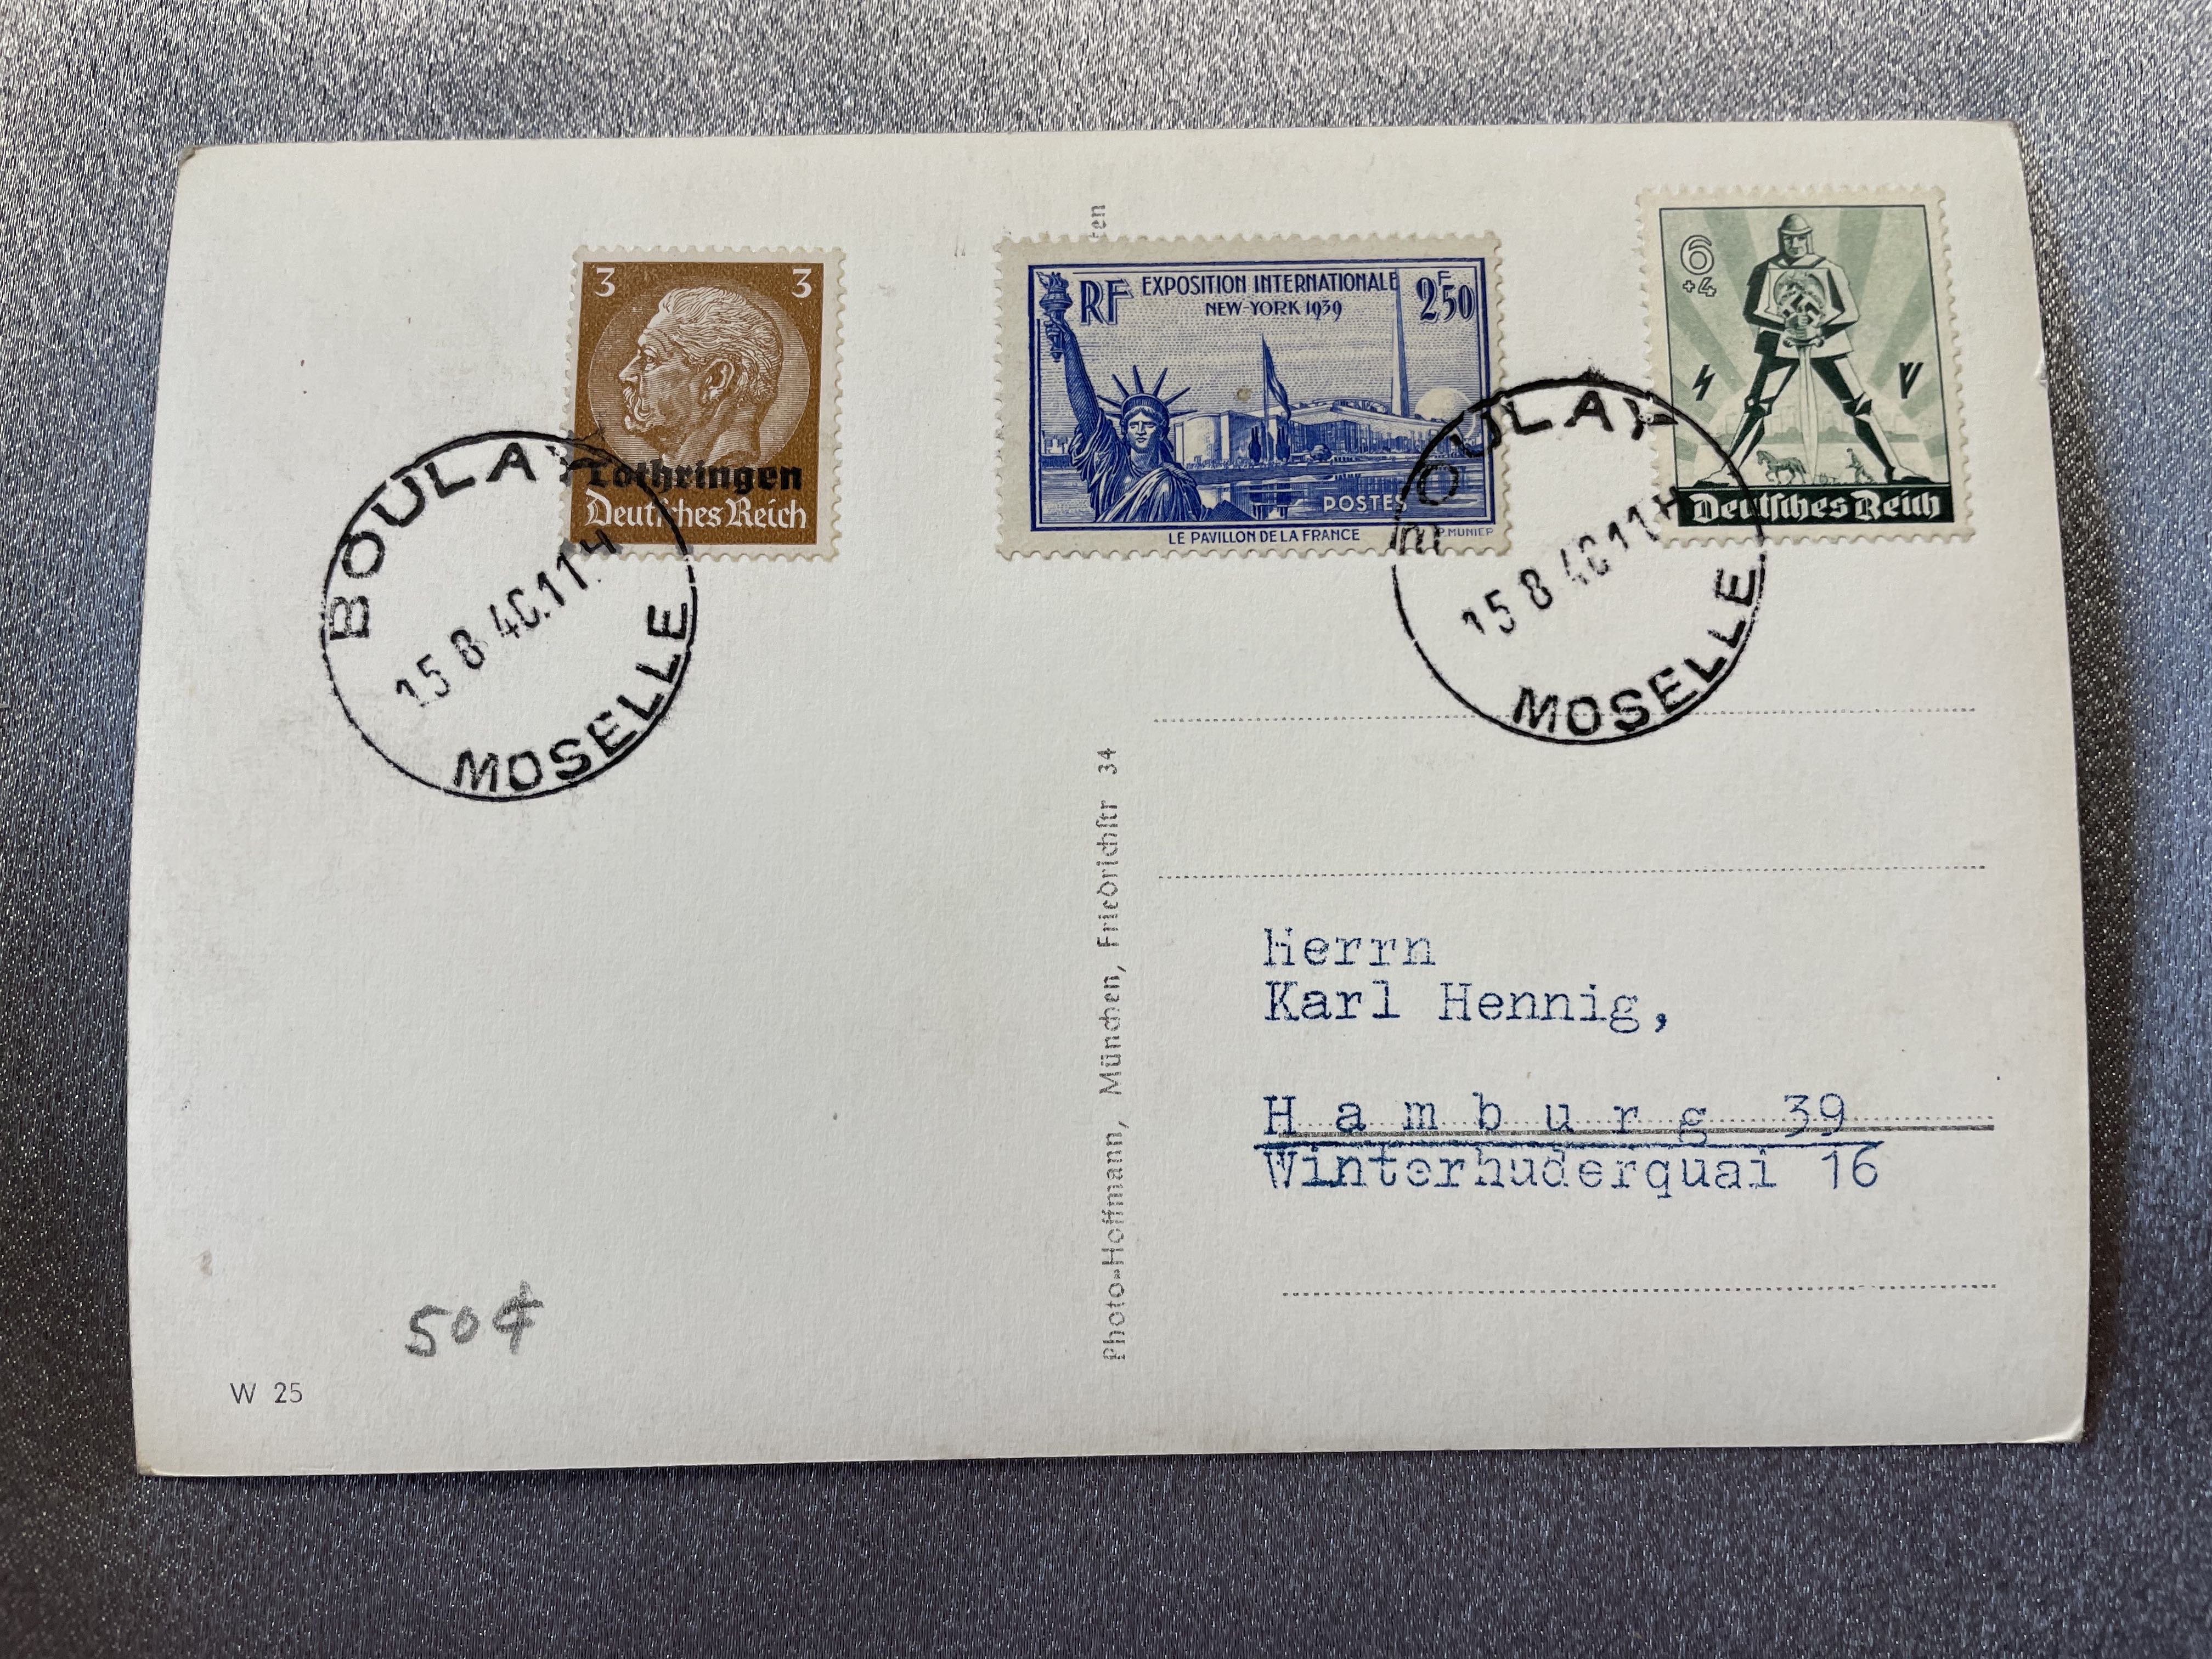 3 3
Lothringen
Deutsches Reich
RF EXPOSITION INTERNATIONALE 2F50
NEW-YORK 1939
POSTES
LE PAVILLON DE LA FRANCE
P. MUNIER
6
+4
Deutsches Reich
BOULAY
15 8 40.11 H
MOSELLE
BOULAY
15 8 40 11 H
MOSELLE
ten
Photo-Hoffmann, München, Friedrichstr 34
Herrn
Karl Hennig,
H a m b u r g 39
Winterhuderquai 16
50¢
W 25